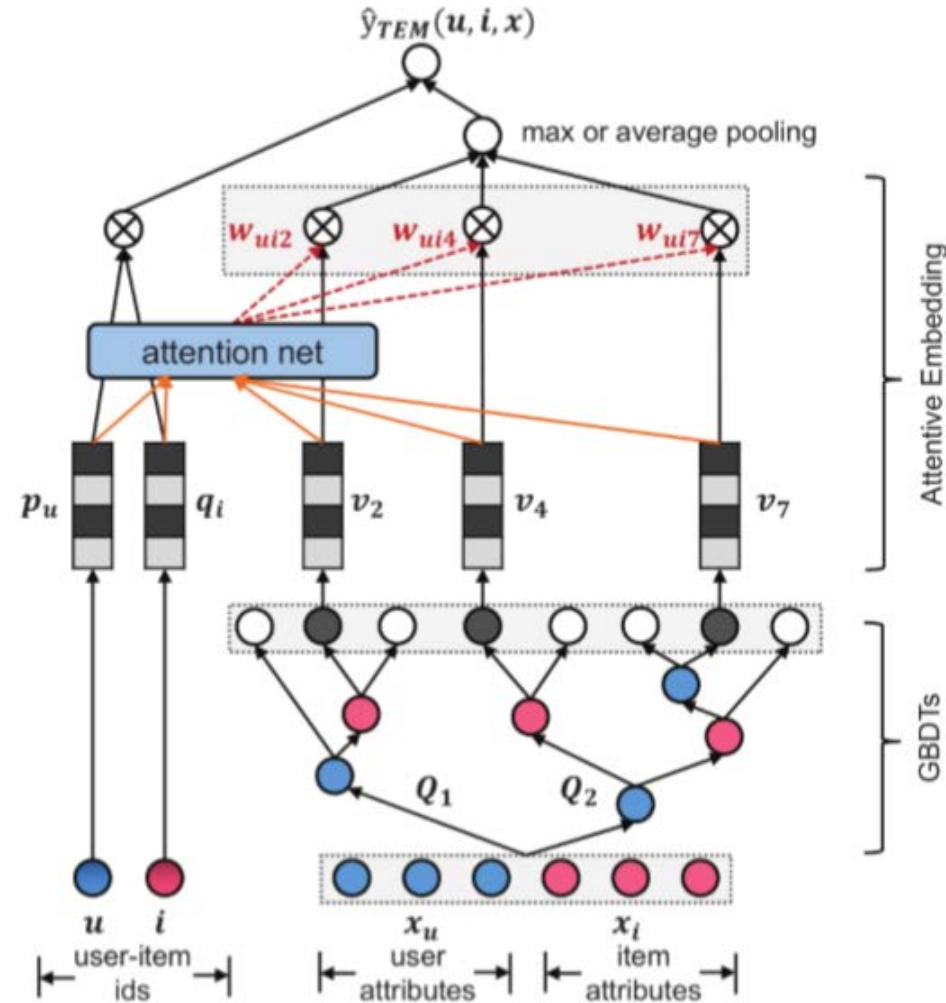 ŷ_TEM(u, i, x)
max or average pooling
w_ui2 w_ui4 w_ui7
attention net
Attentive Embedding
p_u q_i v_2 v_4 v_7
GBDTs
Q_1 Q_2
u i x_u x_i
user-item ids
user attributes
item attributes